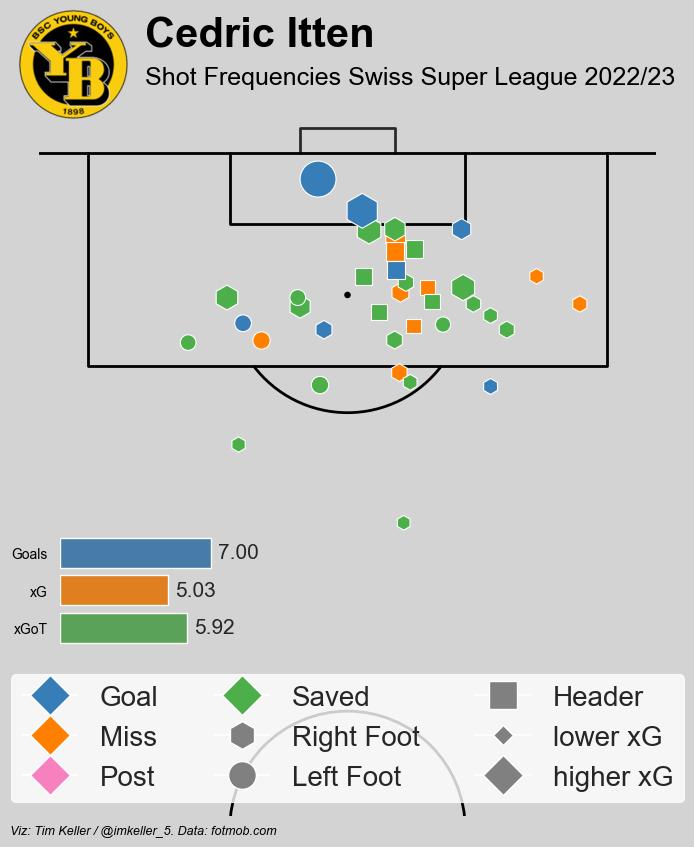 BSC YOUNG BOYS
YB
1898
Cedric Itten
Shot Frequencies Swiss Super League 2022/23
Goals 7.00
xG 5.03
xGoT 5.92
Goal Saved Header
Miss Right Foot lower xG
Post Left Foot higher xG
Viz: Tim Keller / @imkeller_5. Data: fotmob.com